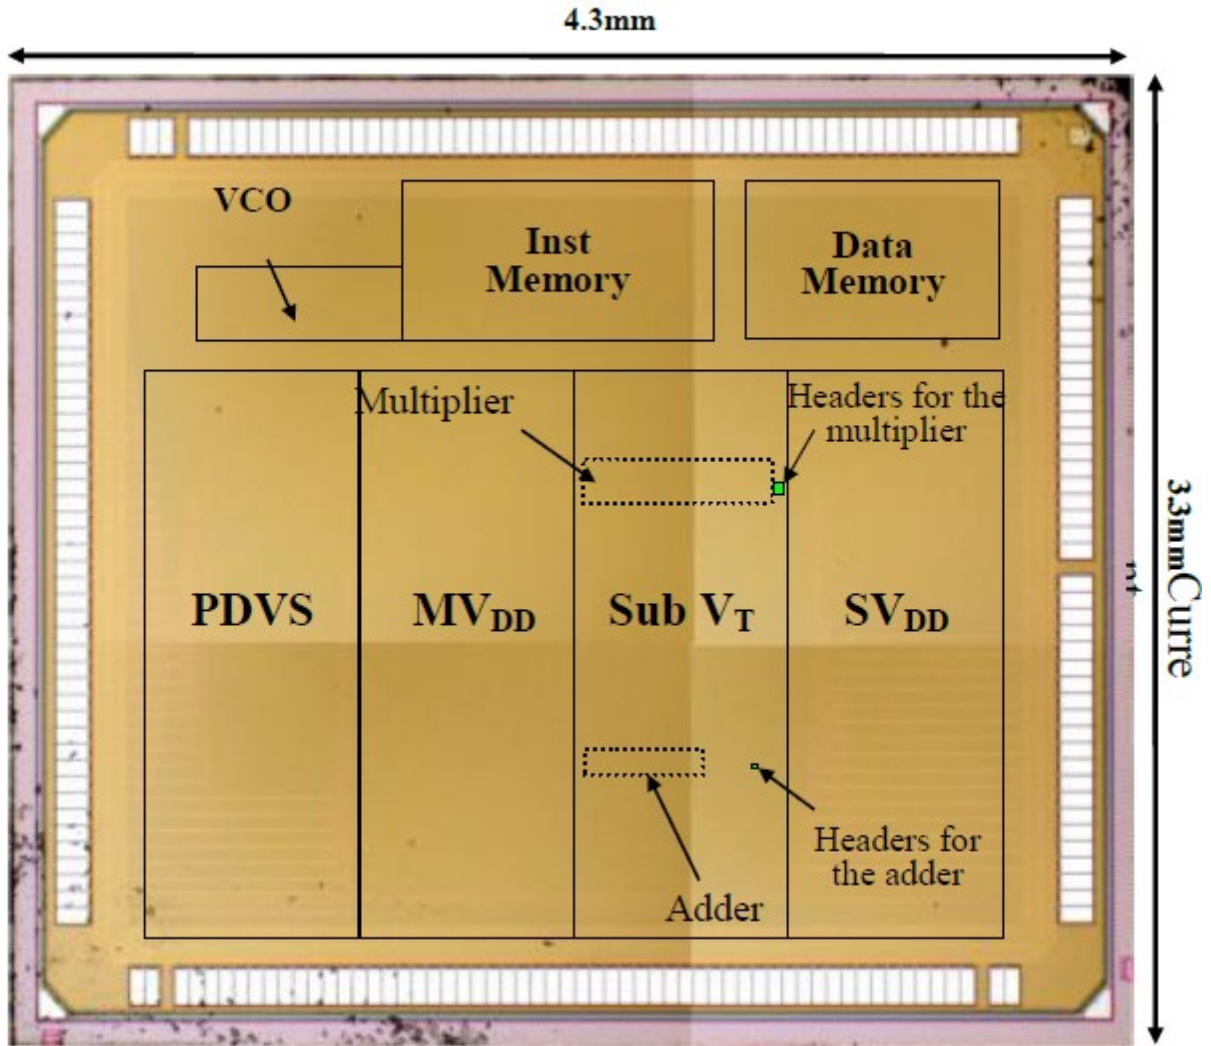 4.3mm
VCO
Inst
Memory
Data
Memory
Multiplier
Headers for the
multiplier
PDVS
MVDD
Sub VT
SVDD
3.3mmCurre
Headers for
the adder
Adder